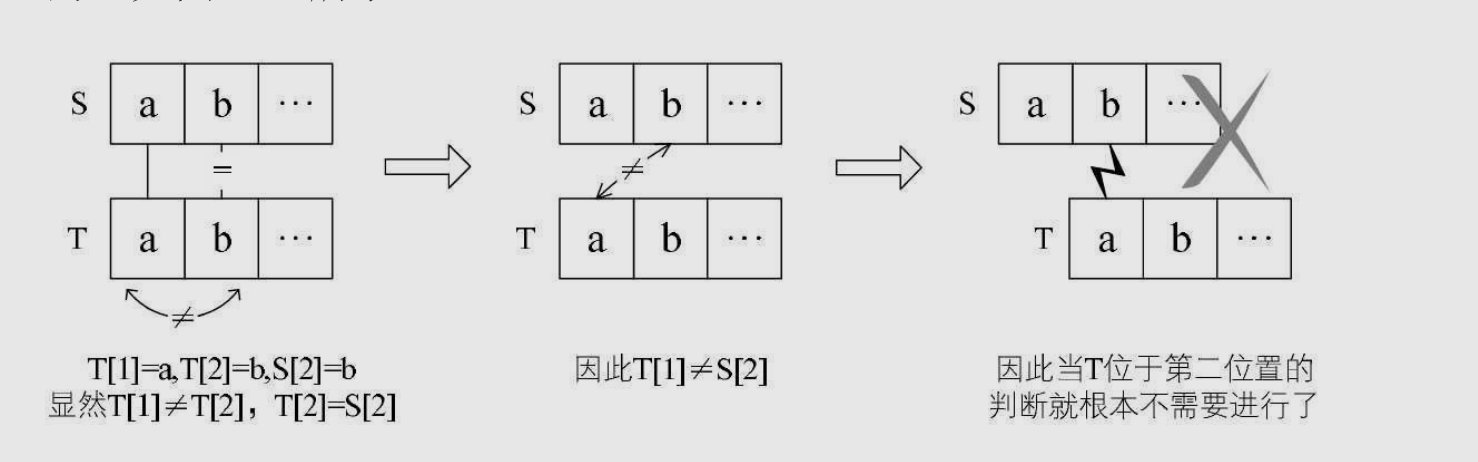 S a b ⋯
=
T a b ⋯
≠
T[1]=a,T[2]=b,S[2]=b
显然T[1]≠T[2]，T[2]=S[2]
S a b ⋯
≠
T a b ⋯
因此T[1]≠S[2]
S a b ⋯
T a b ⋯
因此当T位于第二位置的
判断就根本不需要进行了